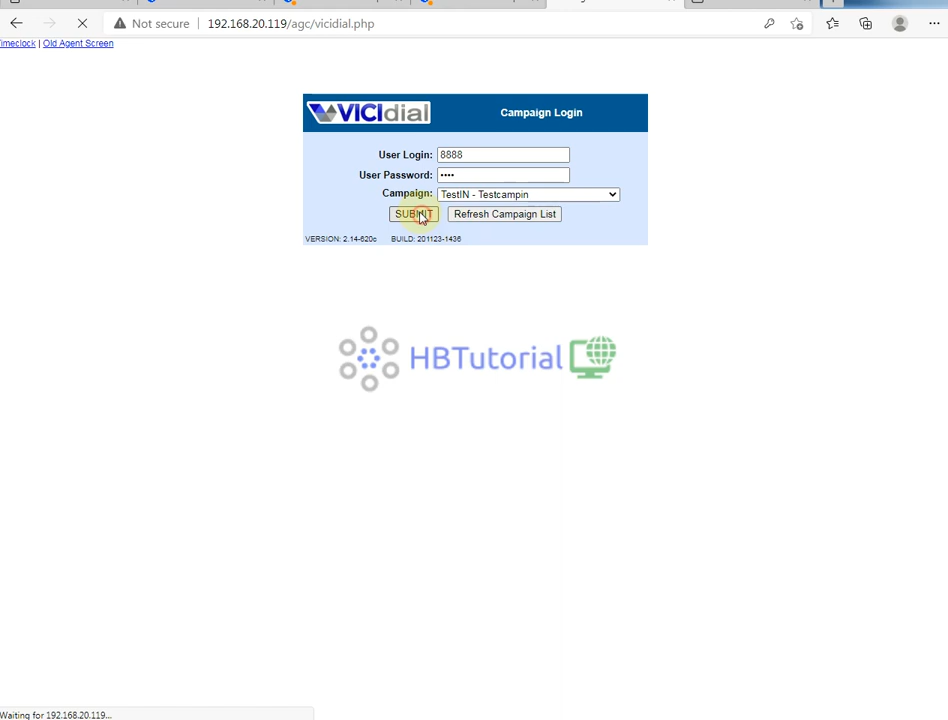 Not secure
192.168.20.119/agc/vicidial.php
imeclock | Old Agent Screen
VICIdial
Campaign Login
User Login: 8888
User Password: ••••
Campaign: TestIN - Testcampin
SUBMIT Refresh Campaign List
VERSION: 2.14-620c BUILD: 201123-1436
HBTutorial
Waiting for 192.168.20.119...